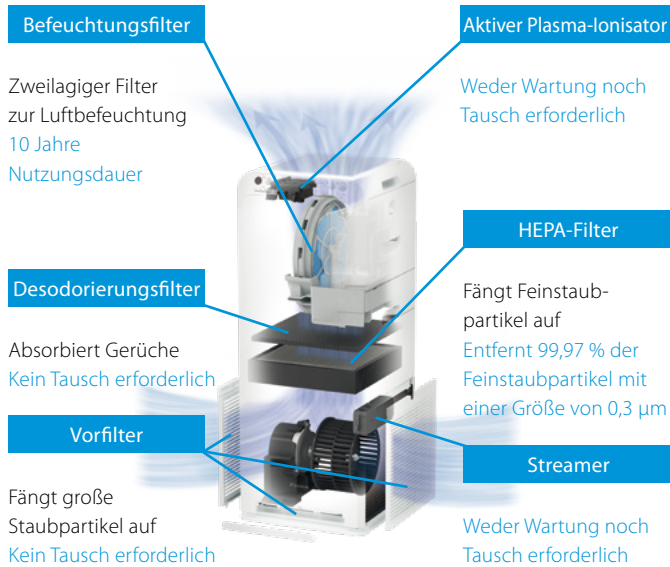 Befeuchtungsfilter
Zweilagiger Filter
zur Luftbefeuchtung
10 Jahre
Nutzungsdauer
Aktiver Plasma-Ionisator
Weder Wartung noch
Tausch erforderlich
HEPA-Filter
Fängt Feinstaub-
partikel auf
Entfernt 99,97 % der
Feinstaubpartikel mit
einer Größe von 0,3 µm
Desodorierungsfilter
Absorbiert Gerüche
Kein Tausch erforderlich
Vorfilter
Fängt große
Staubpartikel auf
Kein Tausch erforderlich
Streamer
Weder Wartung noch
Tausch erforderlich